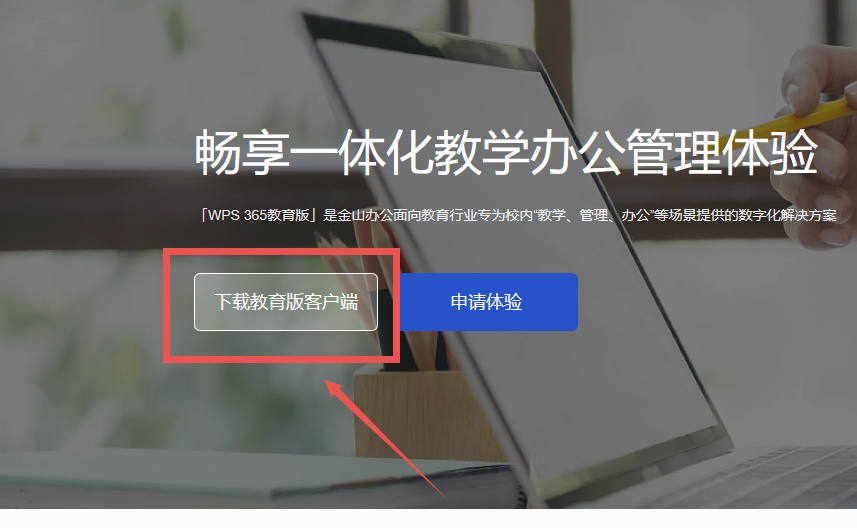 畅享一体化教学办公管理体验
「WPS 365教育版」是金山办公面向教育行业专为校内“教学、管理、办公”等场景提供的数字化解决方案
下载教育版客户端
申请体验